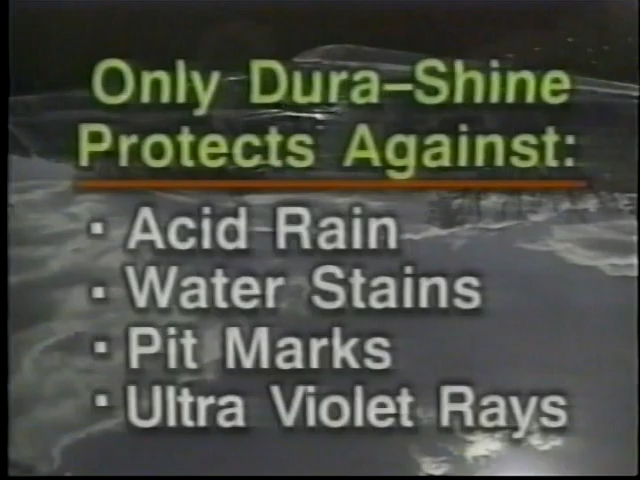 Only Dura–Shine
Protects Against:
· Acid Rain
· Water Stains
· Pit Marks
· Ultra Violet Rays